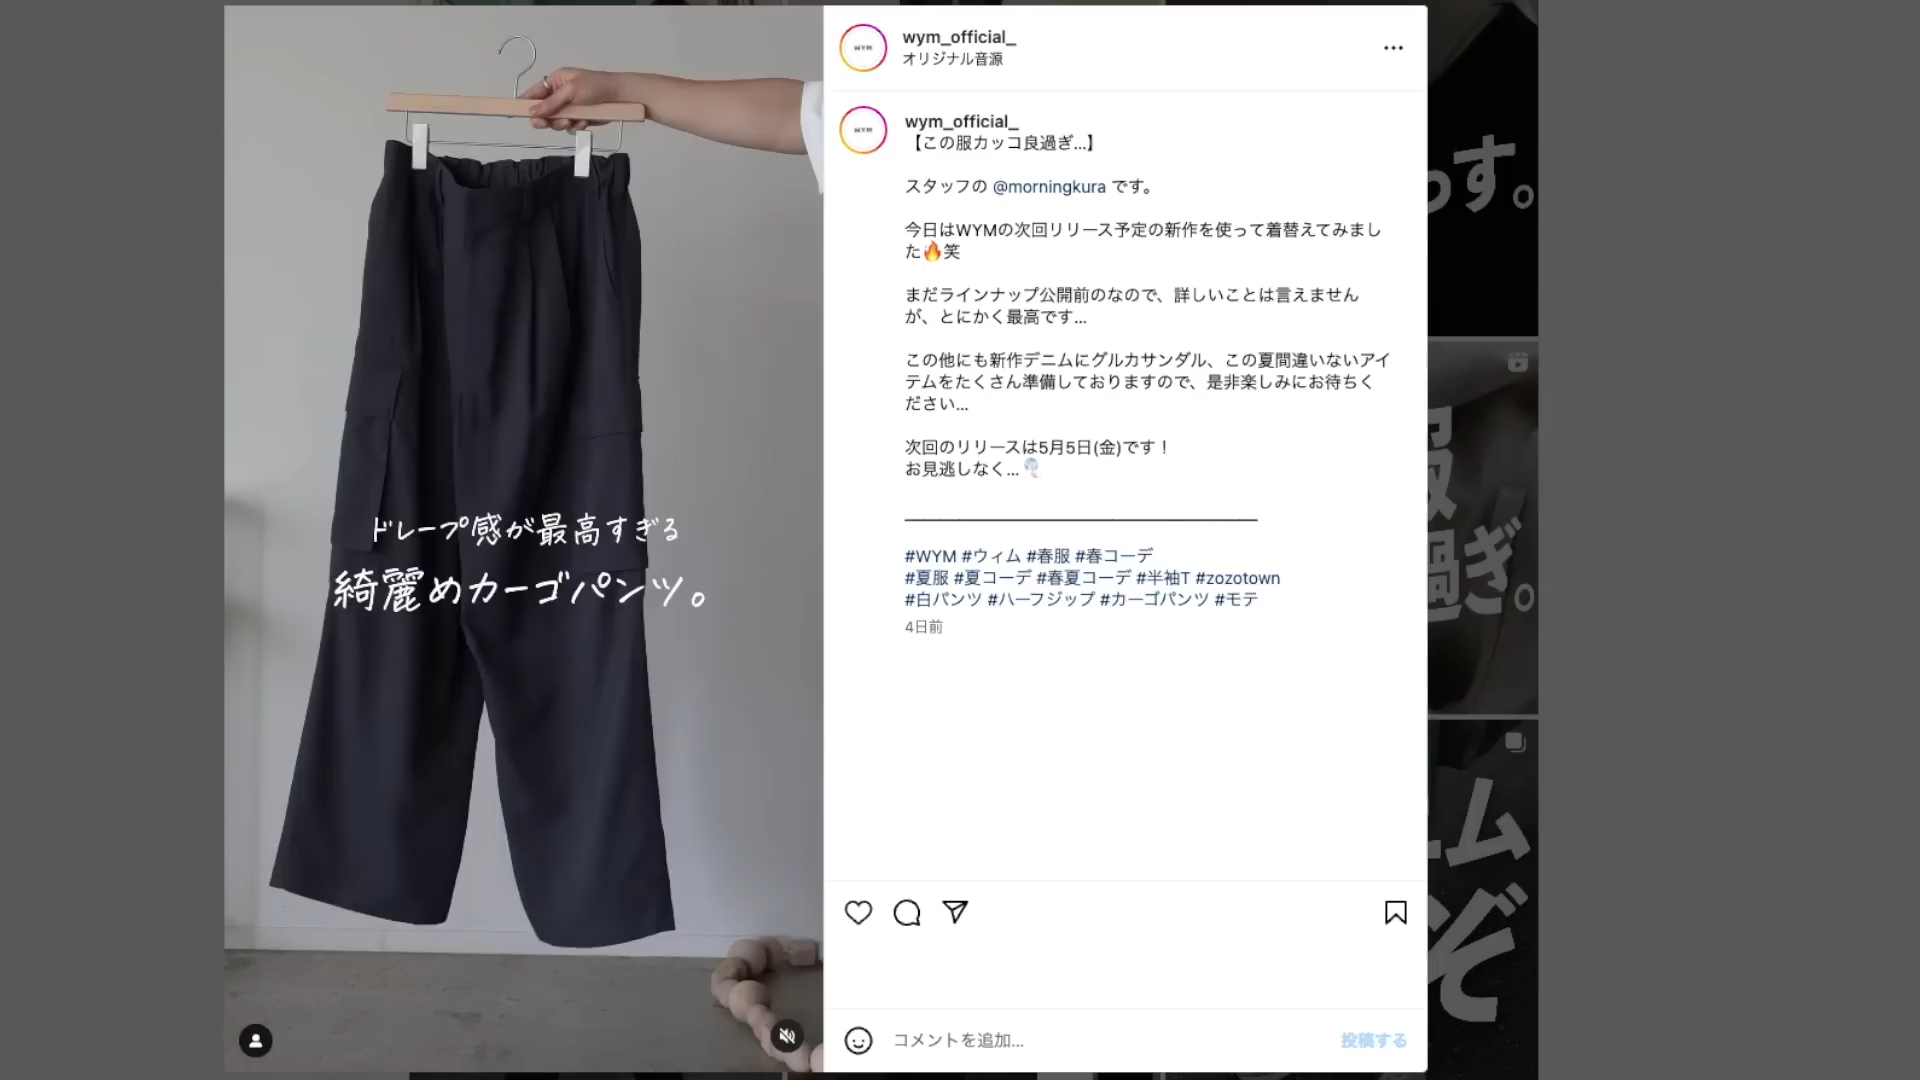 ドレープ感が最高すぎる
綺麗めカーゴパンツ。
WYM
wym_official_
オリジナル音源
WYM
wym_official_
【この服カッコ良過ぎ...】
スタッフの @morningkura です。
今日はWYMの次回リリース予定の新作を使って着替えてみまし
た🔥笑
まだラインナップ公開前のなので、詳しいことは言えません
が、とにかく最高です...
この他にも新作デニムにグルカサンダル、この夏間違いないアイ
テムをたくさん準備しておりますので、是非楽しみにお待ちく
ださい...
次回のリリースは5月5日(金)です！
お見逃しなく...
#WYM #ウィム #春服 #春コーデ
#夏服 #夏コーデ #春夏コーデ #半袖T #zozotown
#白パンツ #ハーフジップ #カーゴパンツ #モテ
4日前
コメントを追加...
投稿する
す。
服
過ぎ。
ム
ぞ